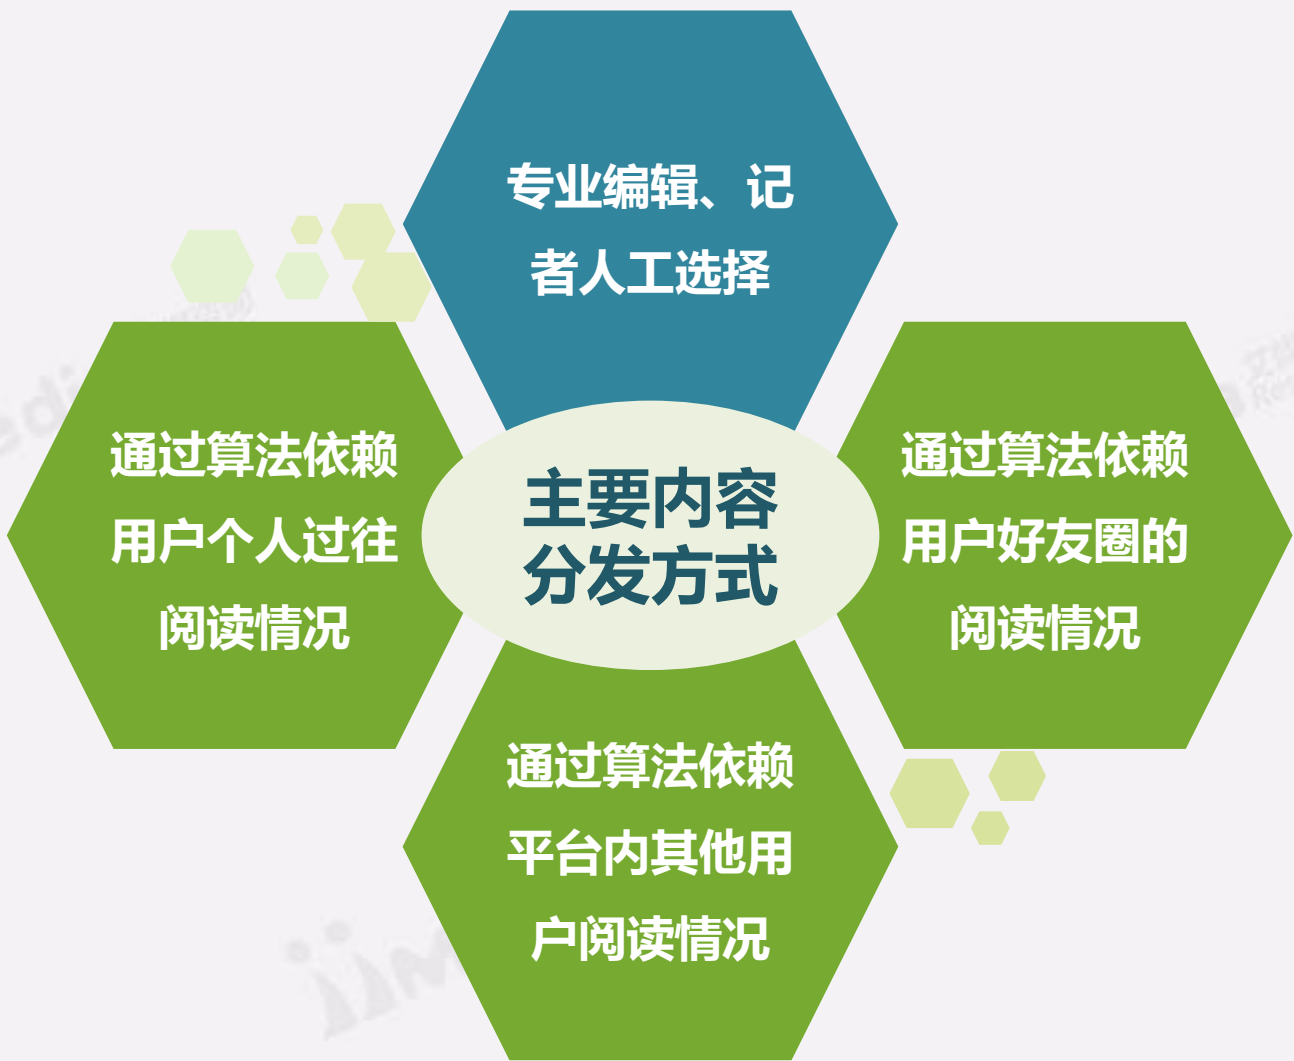 专业编辑、记
者人工选择
通过算法依赖
用户个人过往
阅读情况
主要内容
分发方式
通过算法依赖
用户好友圈的
阅读情况
通过算法依赖
平台内其他用
户阅读情况